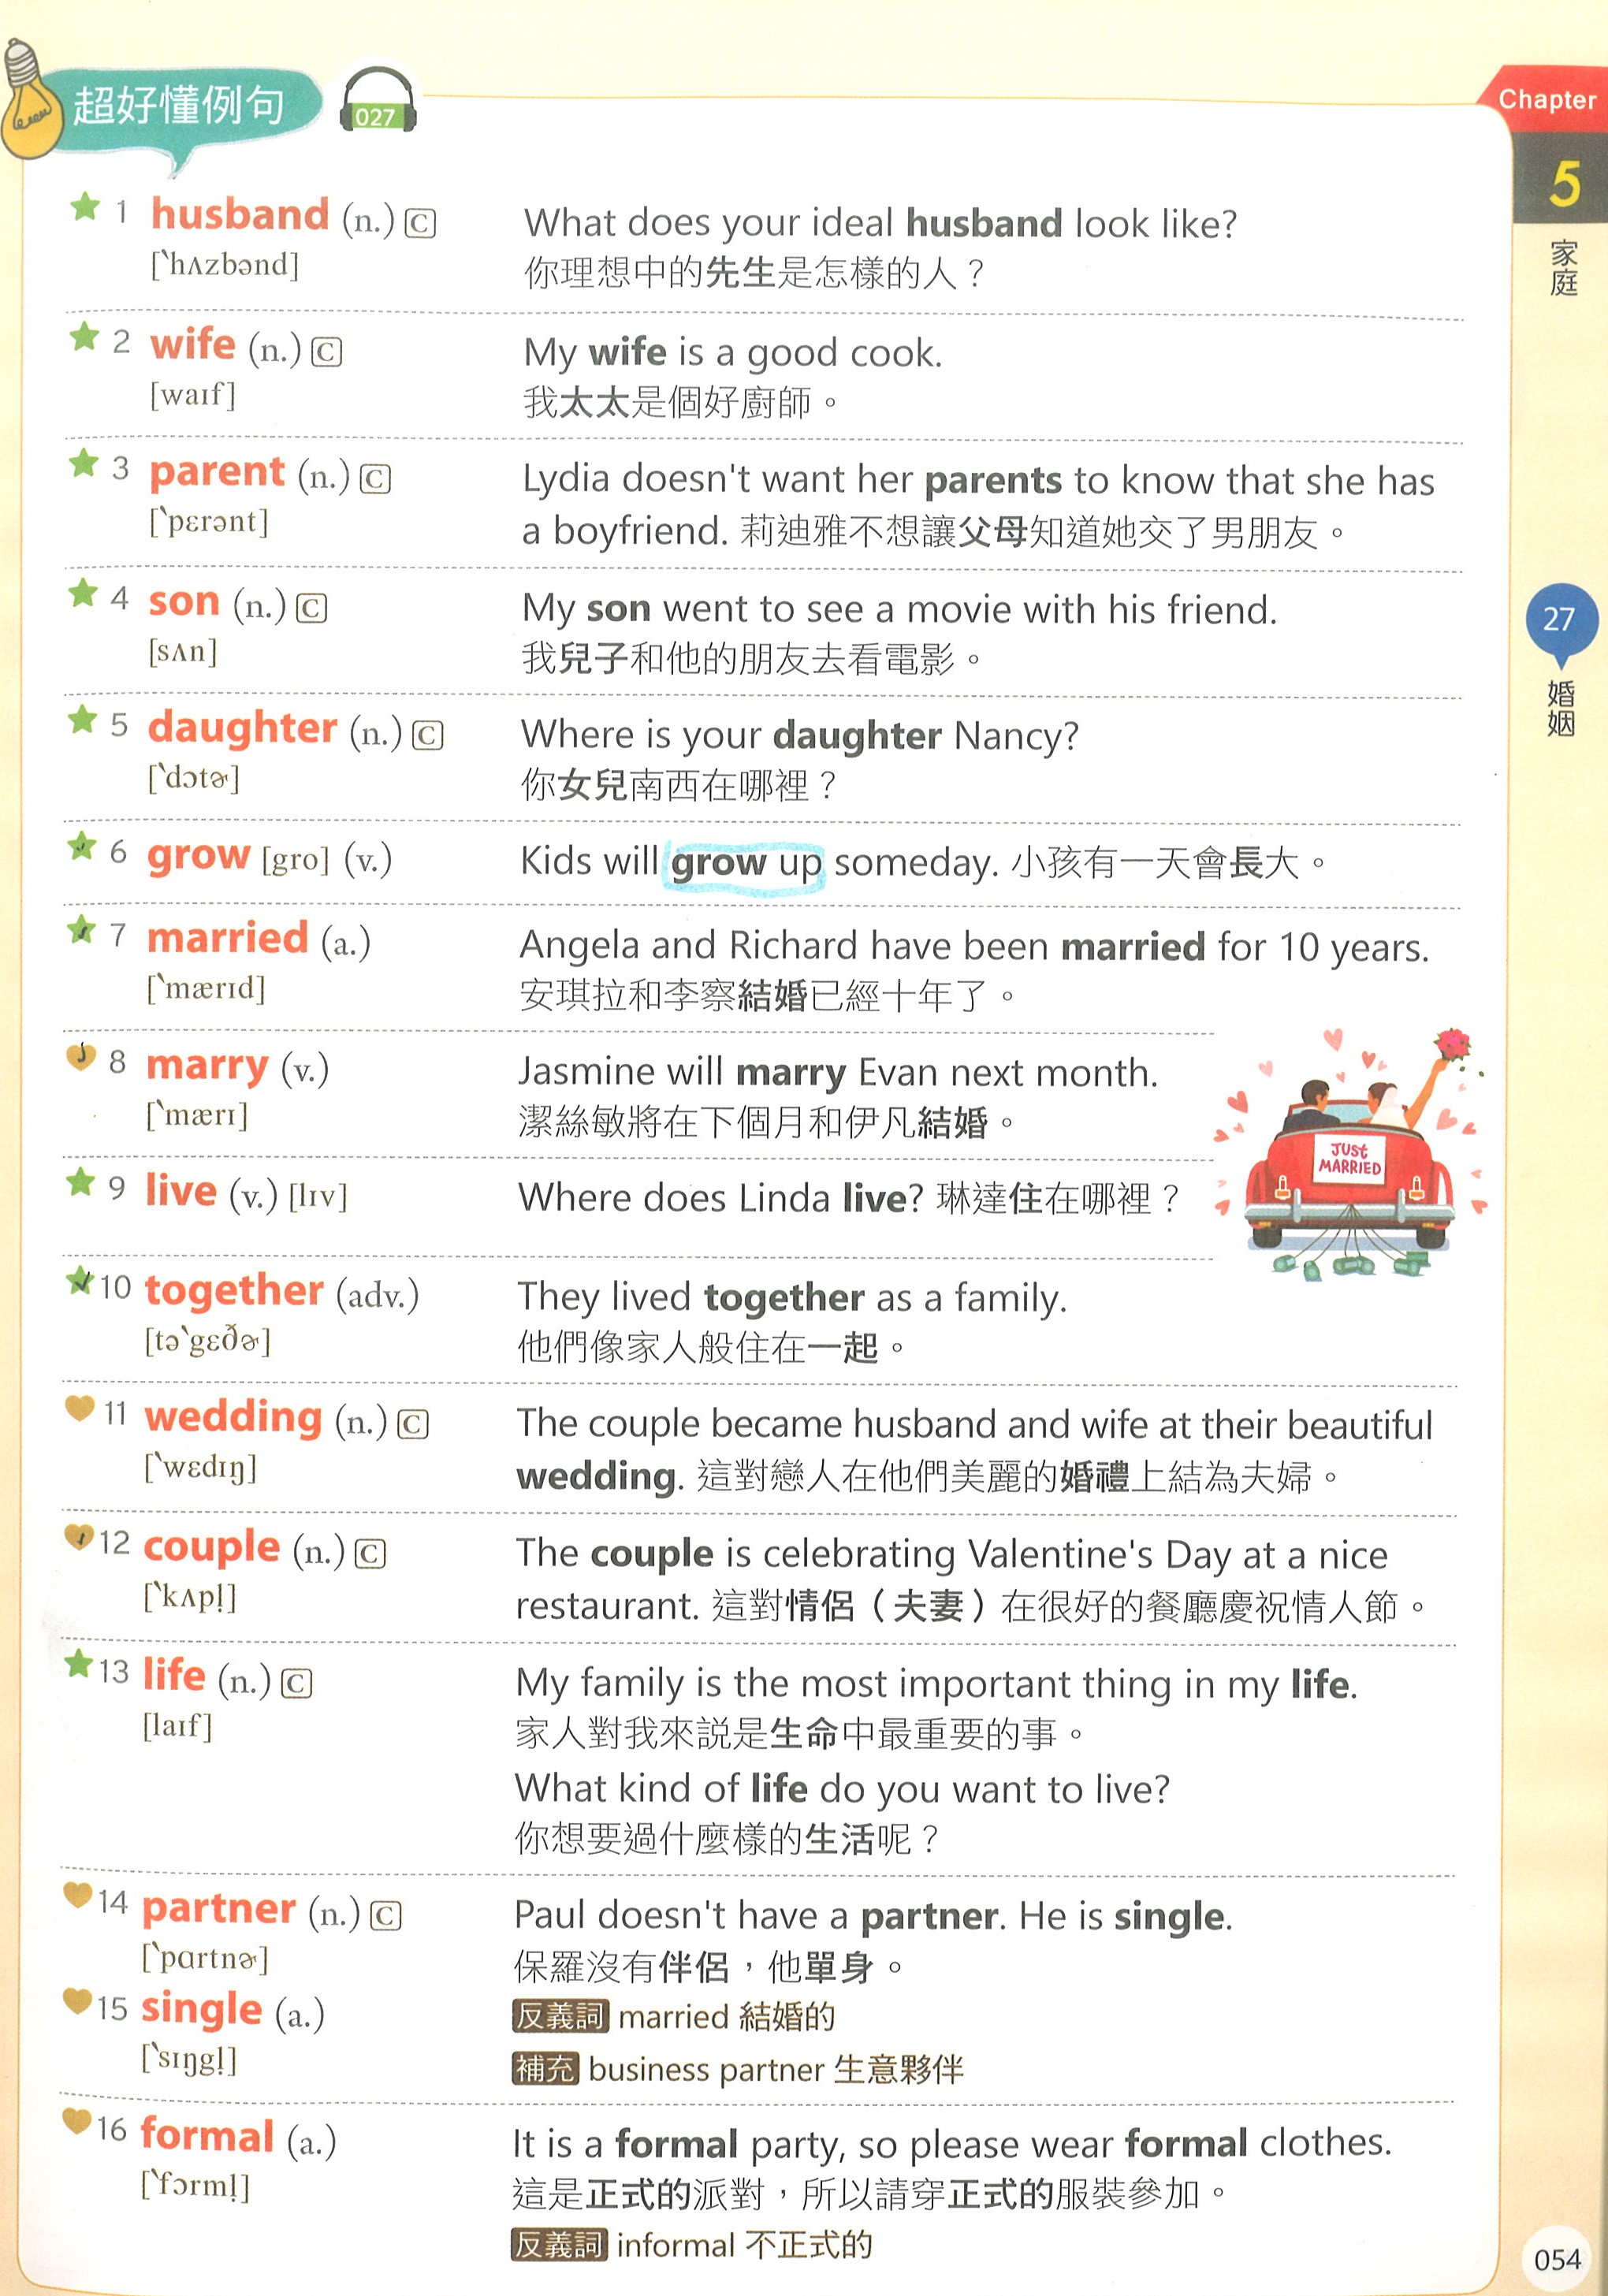 超好懂例句
027
Chapter
5
家庭
27
婚姻
1 husband (n.) C
[ˋhʌzbənd]
What does your ideal husband look like?
你理想中的先生是怎樣的人？
2 wife (n.) C
[waɪf]
My wife is a good cook.
我太太是個好廚師。
3 parent (n.) C
[ˋpɛrənt]
Lydia doesn't want her parents to know that she has
a boyfriend. 莉迪雅不想讓父母知道她交了男朋友。
4 son (n.) C
[sʌn]
My son went to see a movie with his friend.
我兒子和他的朋友去看電影。
5 daughter (n.) C
[ˋdɔtɚ]
Where is your daughter Nancy?
你女兒南西在哪裡？
6 grow [gro] (v.)
Kids will grow up someday. 小孩有一天會長大。
7 married (a.)
[ˋmærɪd]
Angela and Richard have been married for 10 years.
安琪拉和李察結婚已經十年了。
8 marry (v.)
[ˋmærɪ]
Jasmine will marry Evan next month.
潔絲敏將在下個月和伊凡結婚。
JUST
MARRIED
9 live (v.) [lɪv]
Where does Linda live? 琳達住在哪裡？
10 together (adv.)
[təˋgɛðɚ]
They lived together as a family.
他們像家人般住在一起。
11 wedding (n.) C
[ˋwɛdɪŋ]
The couple became husband and wife at their beautiful
wedding. 這對戀人在他們美麗的婚禮上結為夫婦。
12 couple (n.) C
[ˋkʌpl̩]
The couple is celebrating Valentine's Day at a nice
restaurant. 這對情侶（夫妻）在很好的餐廳慶祝情人節。
13 life (n.) C
[laɪf]
My family is the most important thing in my life.
家人對我來說是生命中最重要的事。
What kind of life do you want to live?
你想要過什麼樣的生活呢？
14 partner (n.) C
[ˋpɑrtnɚ]
Paul doesn't have a partner. He is single.
保羅沒有伴侶，他單身。
15 single (a.)
[ˋsɪŋgl̩]
反義詞 married 結婚的
補充 business partner 生意夥伴
16 formal (a.)
[ˋfɔrml̩]
It is a formal party, so please wear formal clothes.
這是正式的派對，所以請穿正式的服裝參加。
反義詞 informal 不正式的
054